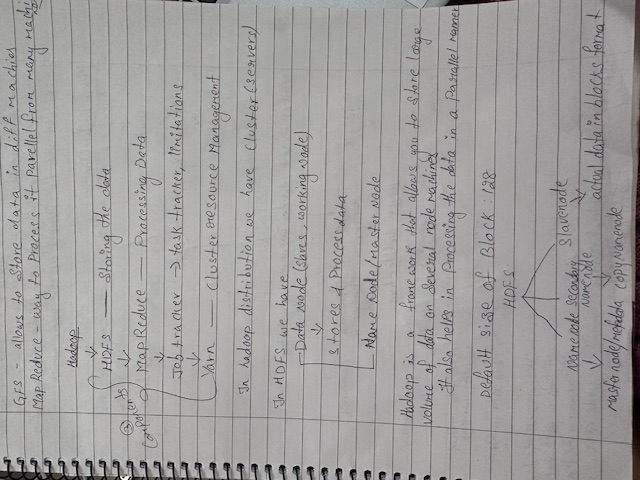 GFS - allows to Store data in diff machies
Map Reduce - way to Process it parellel from many machi
Hadoop
HDFS — Storing the data
③ components
MapReduce — Processing Data
Job tracker → task tracker, limitations
Yarn — Cluster resource Management
In hadoop distribution we have Cluster (servers)
In HDFS we have
Data Node (slaves, working Node)
Stores & Process data
Name Node/Master Node
Hadoop is a frame work that allows you to Store large
volume of data on several node machines
It also helps in Processing the data in a Parallel manner
Default size of Block : 128
HDFS
Namenode secondary Namenode Slavenode
Masternode/metadata copy Namenode actual data in blocks format